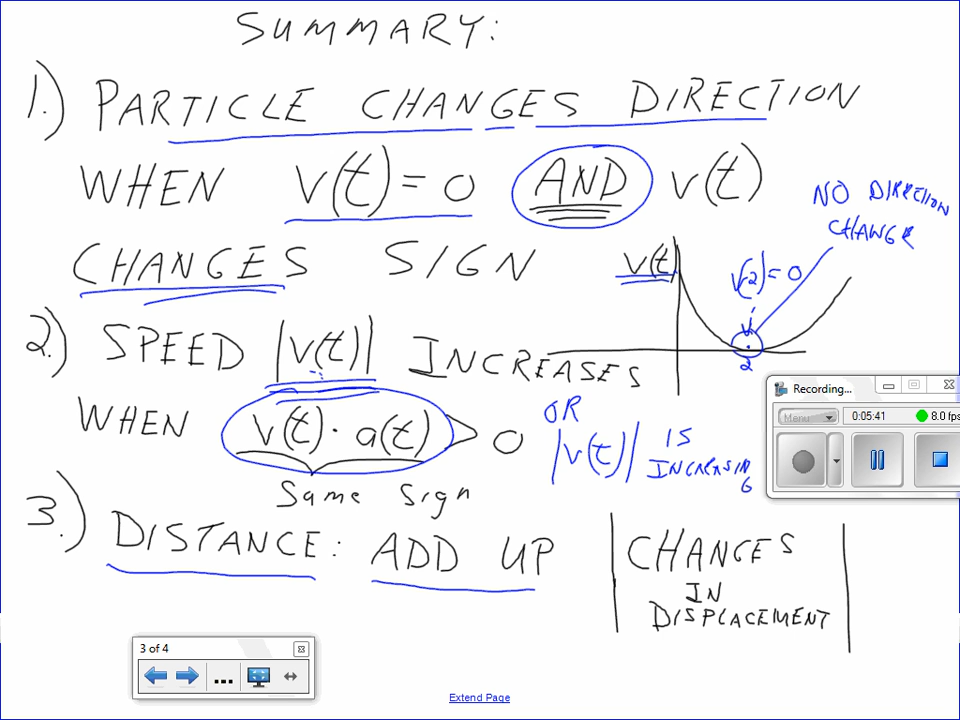 SUMMARY:
1.) PARTICLE CHANGES DIRECTION
WHEN v(t) = 0 AND v(t)
CHANGES SIGN
NO DIRECTION
CHANGE
v(t)
v(2) = 0
2
2.) SPEED |v(t)| INCREASES
WHEN v(t) · a(t) > 0
Same Sign
OR
|v(t)| IS
INCREASING
3.) DISTANCE: ADD UP |CHANGES
IN
DISPLACEMENT|
Recording...
Menu
0:05:41
8.0 fps
3 of 4
...
Extend Page